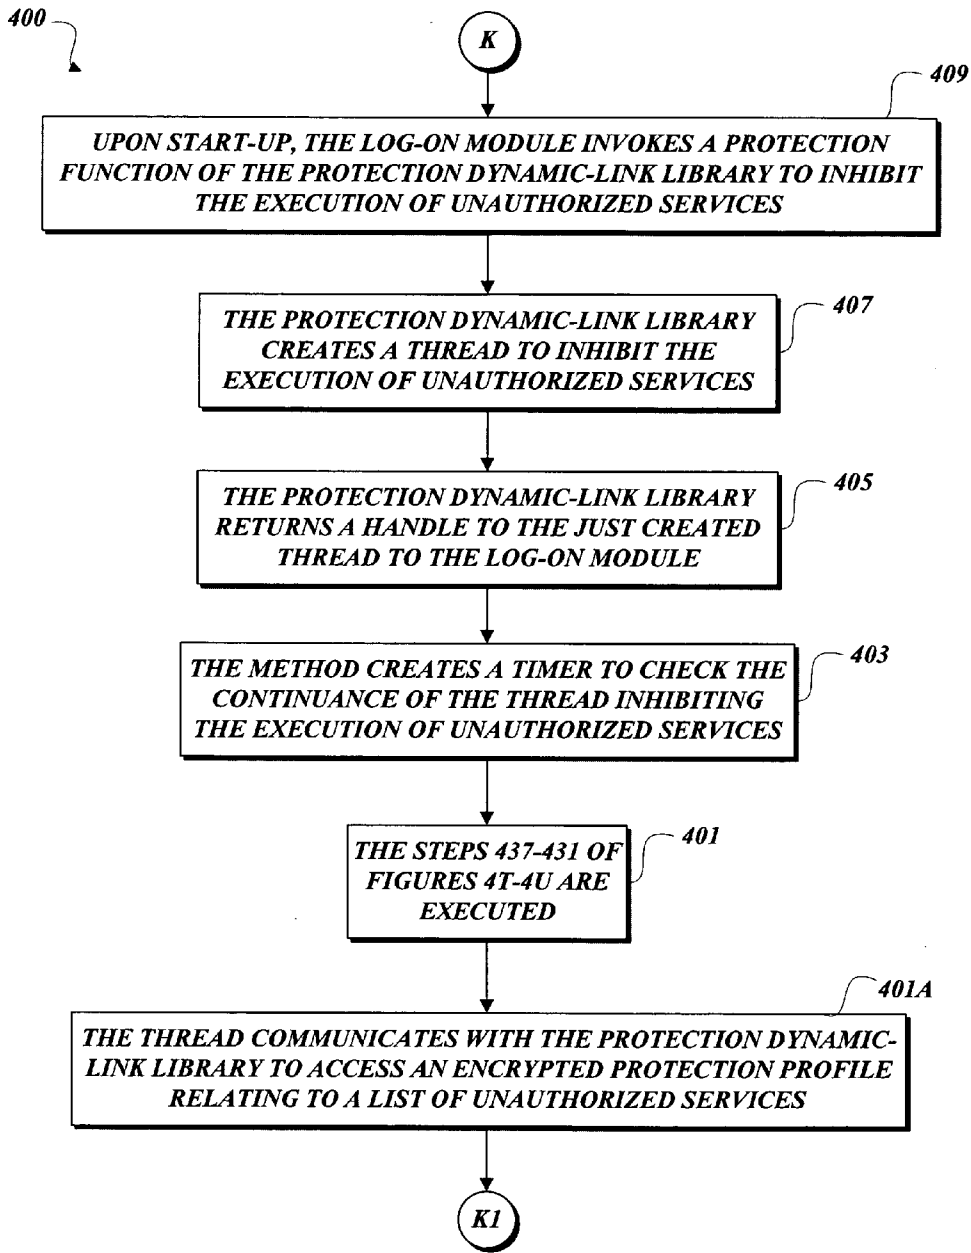 400
K
409
UPON START-UP, THE LOG-ON MODULE INVOKES A PROTECTION
FUNCTION OF THE PROTECTION DYNAMIC-LINK LIBRARY TO INHIBIT
THE EXECUTION OF UNAUTHORIZED SERVICES
407
THE PROTECTION DYNAMIC-LINK LIBRARY
CREATES A THREAD TO INHIBIT THE
EXECUTION OF UNAUTHORIZED SERVICES
405
THE PROTECTION DYNAMIC-LINK LIBRARY
RETURNS A HANDLE TO THE JUST CREATED
THREAD TO THE LOG-ON MODULE
403
THE METHOD CREATES A TIMER TO CHECK THE
CONTINUANCE OF THE THREAD INHIBITING
THE EXECUTION OF UNAUTHORIZED SERVICES
401
THE STEPS 437-431 OF
FIGURES 4T-4U ARE
EXECUTED
401A
THE THREAD COMMUNICATES WITH THE PROTECTION DYNAMIC-
LINK LIBRARY TO ACCESS AN ENCRYPTED PROTECTION PROFILE
RELATING TO A LIST OF UNAUTHORIZED SERVICES
K1